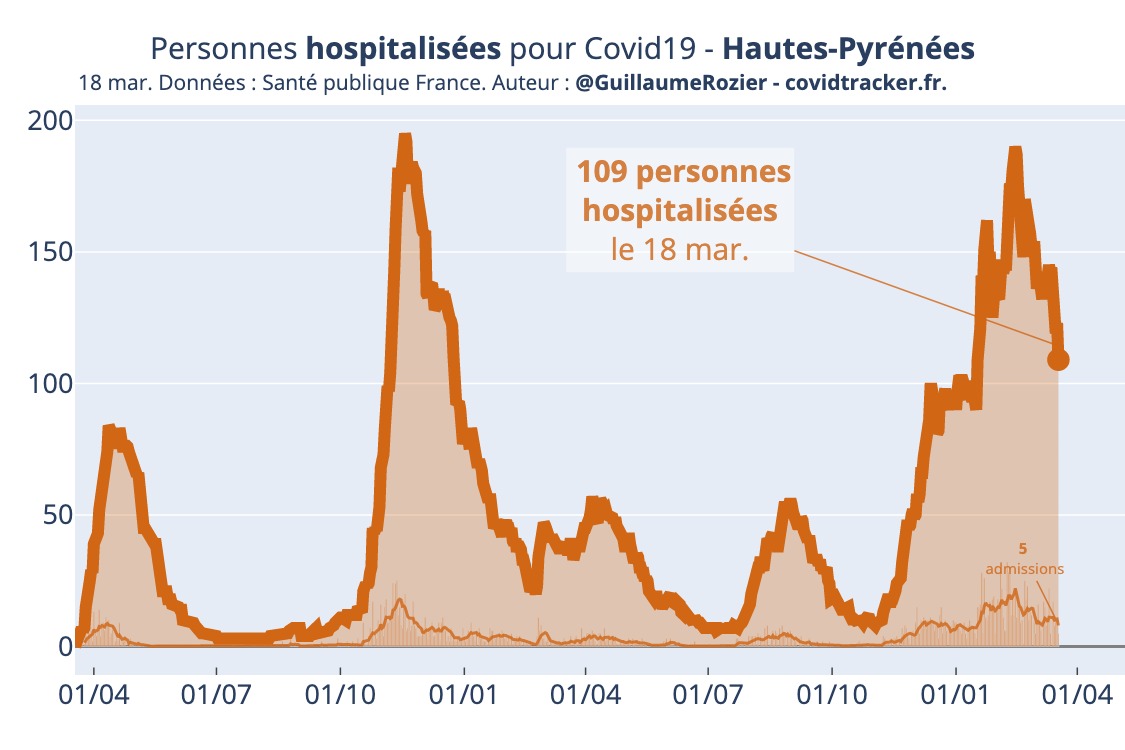 Personnes hospitalisées pour Covid19 - Hautes-Pyrénées
18 mar. Données : Santé publique France. Auteur : @GuillaumeRozier - covidtracker.fr.
200
109 personnes
hospitalisées
le 18 mar.
150
100
50
5
admissions
0
01/04 01/07 01/10 01/01 01/04 01/07 01/10 01/01 01/04